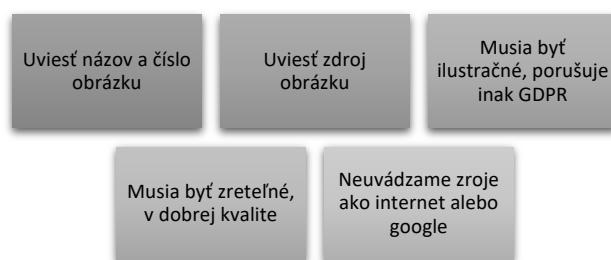 Uviesť názov a číslo
obrázku
Uviesť zdroj
obrázku
Musia byť
ilustračné, porušuje
inak GDPR
Musia byť zreteľné,
v dobrej kvalite
Neuvádzame zroje
ako internet alebo
google